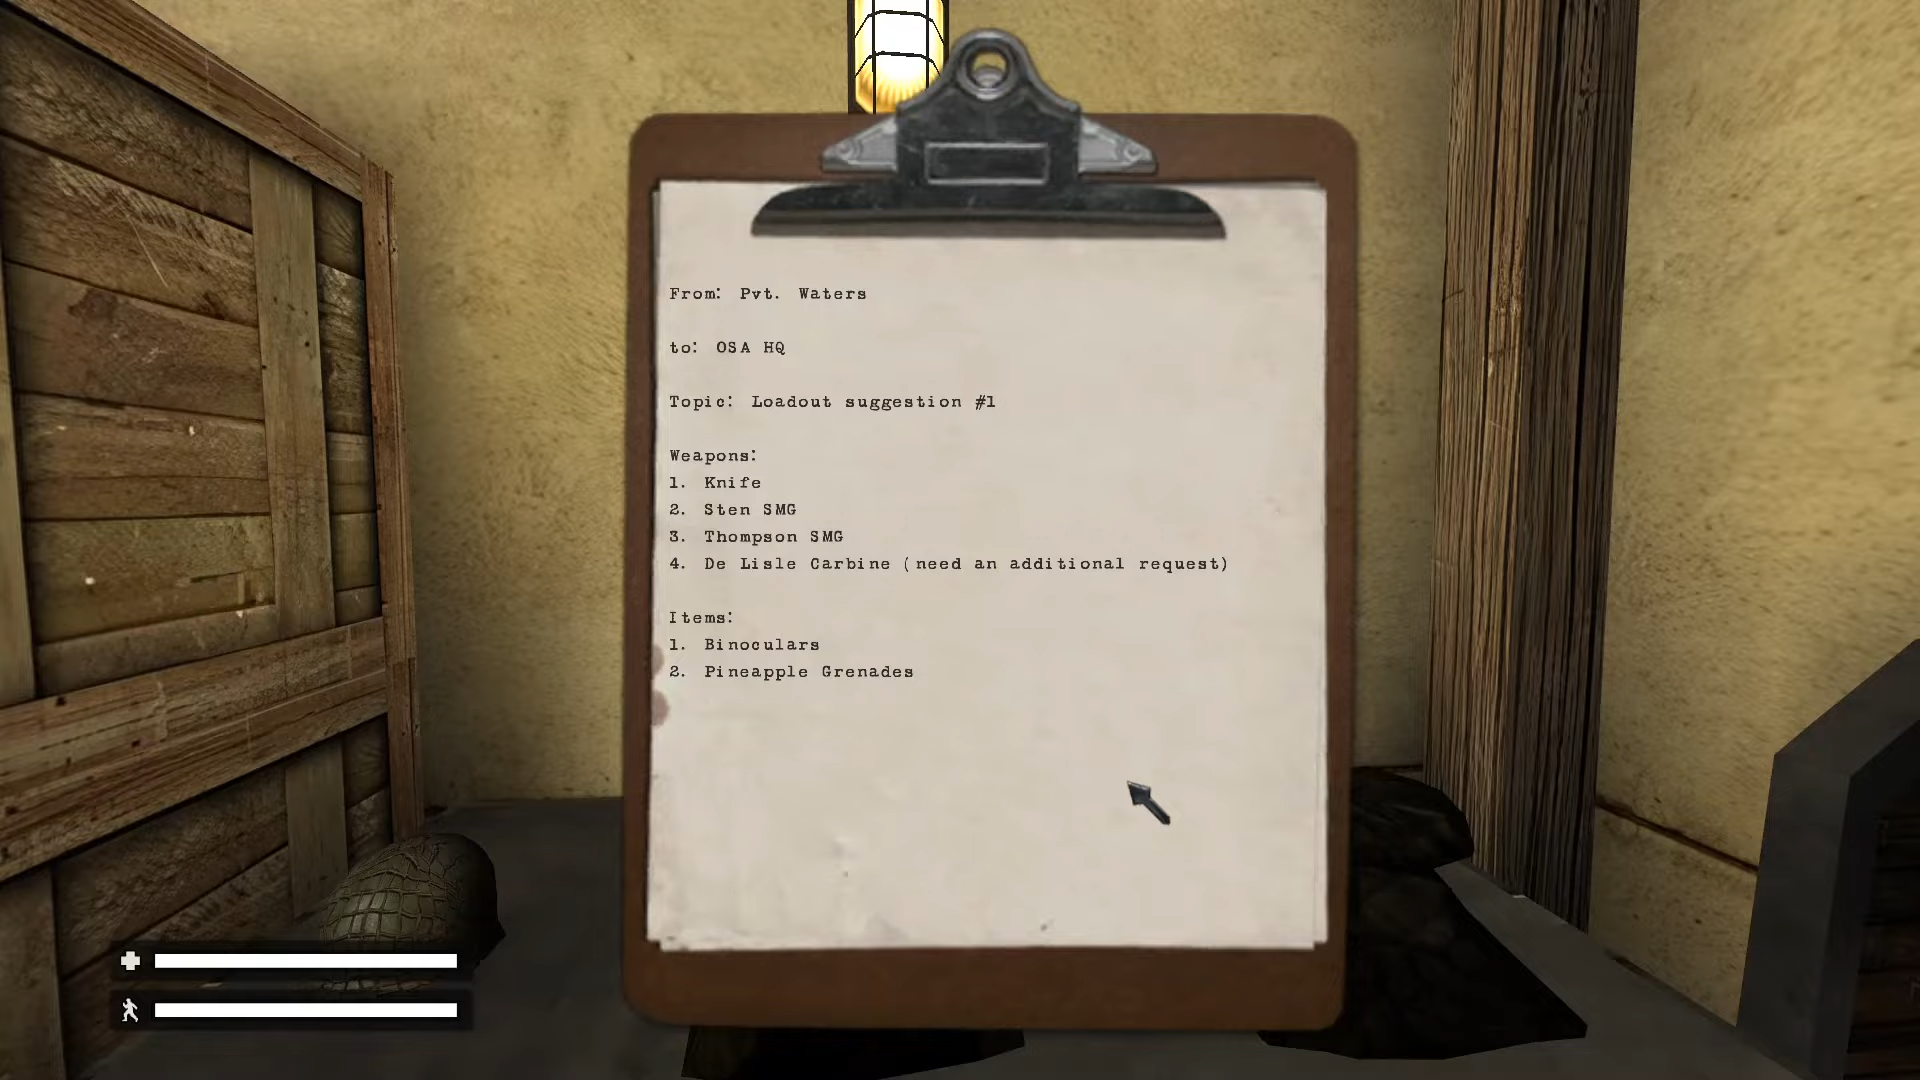 From: Pvt. Waters
to: OSA HQ
Topic: Loadout suggestion #1
Weapons:
1. Knife
2. Sten SMG
3. Thompson SMG
4. De Lisle Carbine (need an additional request)
Items:
1. Binoculars
2. Pineapple Grenades